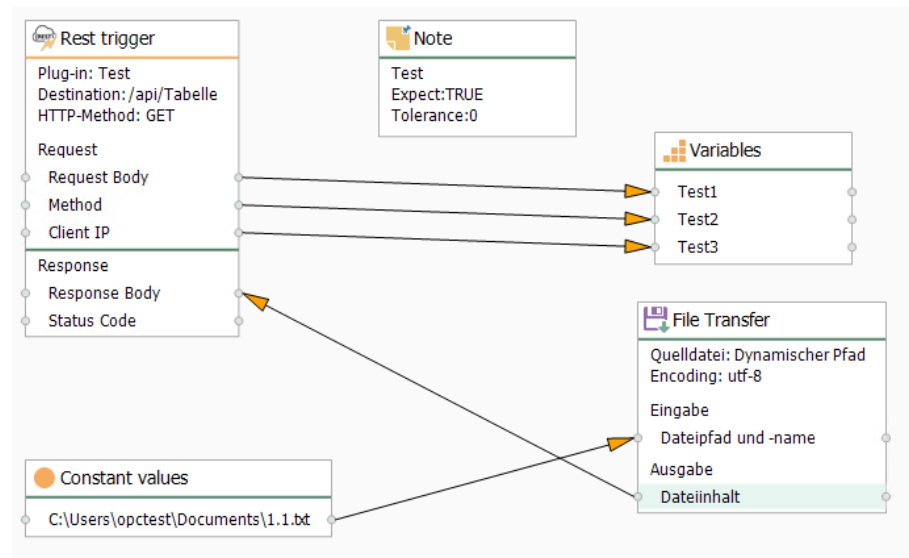 REST
Rest trigger
Plug-in: Test
Destination:/api/Tabelle
HTTP-Method: GET
Request
Request Body
Method
Client IP
Response
Response Body
Status Code
Note
Test
Expect:TRUE
Tolerance:0
Variables
Test1
Test2
Test3
File Transfer
Quelldatei: Dynamischer Pfad
Encoding: utf-8
Eingabe
Dateipfad und -name
Ausgabe
Dateiinhalt
Constant values
C:\Users\opctest\Documents\1.1.txt